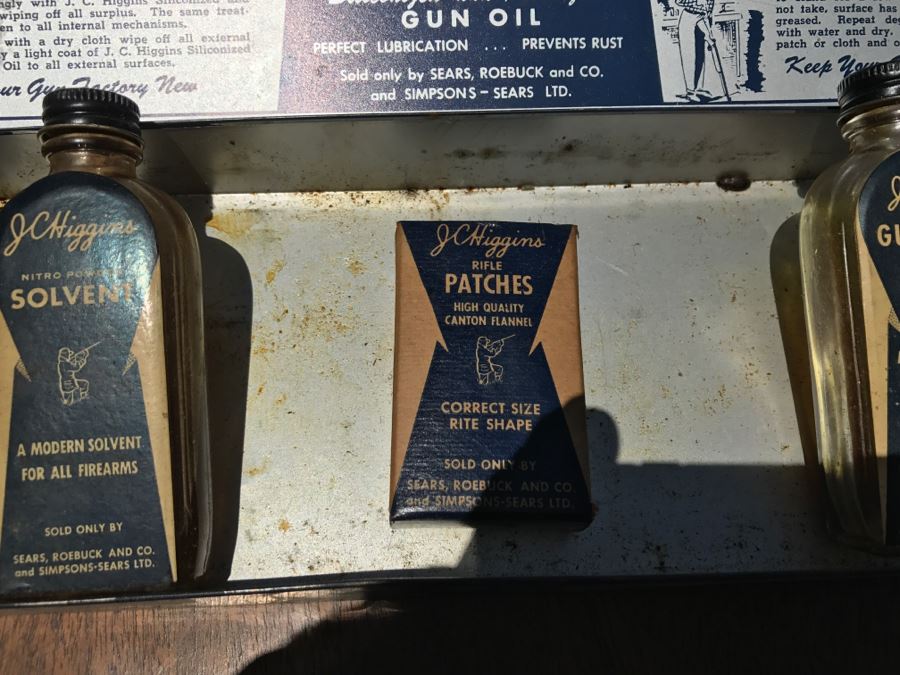 with J. C. Higgins Siliconized and
wiping off all surplus. The same treat-
to all internal mechanisms.
with a dry cloth wipe off all external
a light coat of J. C. Higgins Siliconized
Oil to all external surfaces.
Gun Factory New
GUN OIL
PERFECT LUBRICATION ... PREVENTS RUST
Sold only by SEARS, ROEBUCK and CO.
and SIMPSONS-SEARS LTD.
not take, surface has
greased. Repeat
with water and dry.
patch or cloth and
Keep
J.C.Higgins
NITRO POWDER
SOLVENT
A MODERN SOLVENT
FOR ALL FIREARMS
SOLD ONLY BY
SEARS, ROEBUCK AND CO.
and SIMPSONS-SEARS LTD.
J.C.Higgins
RIFLE
PATCHES
HIGH QUALITY
CANTON FLANNEL
CORRECT SIZE
RITE SHAPE
SOLD ONLY BY
SEARS, ROEBUCK AND CO.
and SIMPSONS-SEARS LTD.